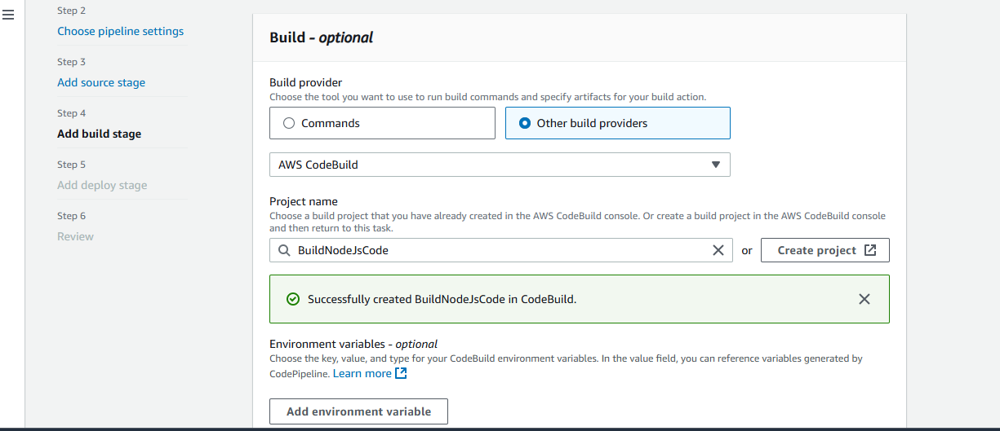 Step 2
Choose pipeline settings
Step 3
Add source stage
Step 4
Add build stage
Step 5
Add deploy stage
Step 6
Review
Build - optional
Build provider
Choose the tool you want to use to run build commands and specify artifacts for your build action.
Commands
Other build providers
AWS CodeBuild
Project name
Choose a build project that you have already created in the AWS CodeBuild console. Or create a build project in the AWS CodeBuild console
and then return to this task.
BuildNodeJsCode
or
Create project
Successfully created BuildNodeJsCode in CodeBuild.
Environment variables - optional
Choose the key, value, and type for your CodeBuild environment variables. In the value field, you can reference variables generated by
CodePipeline. Learn more
Add environment variable